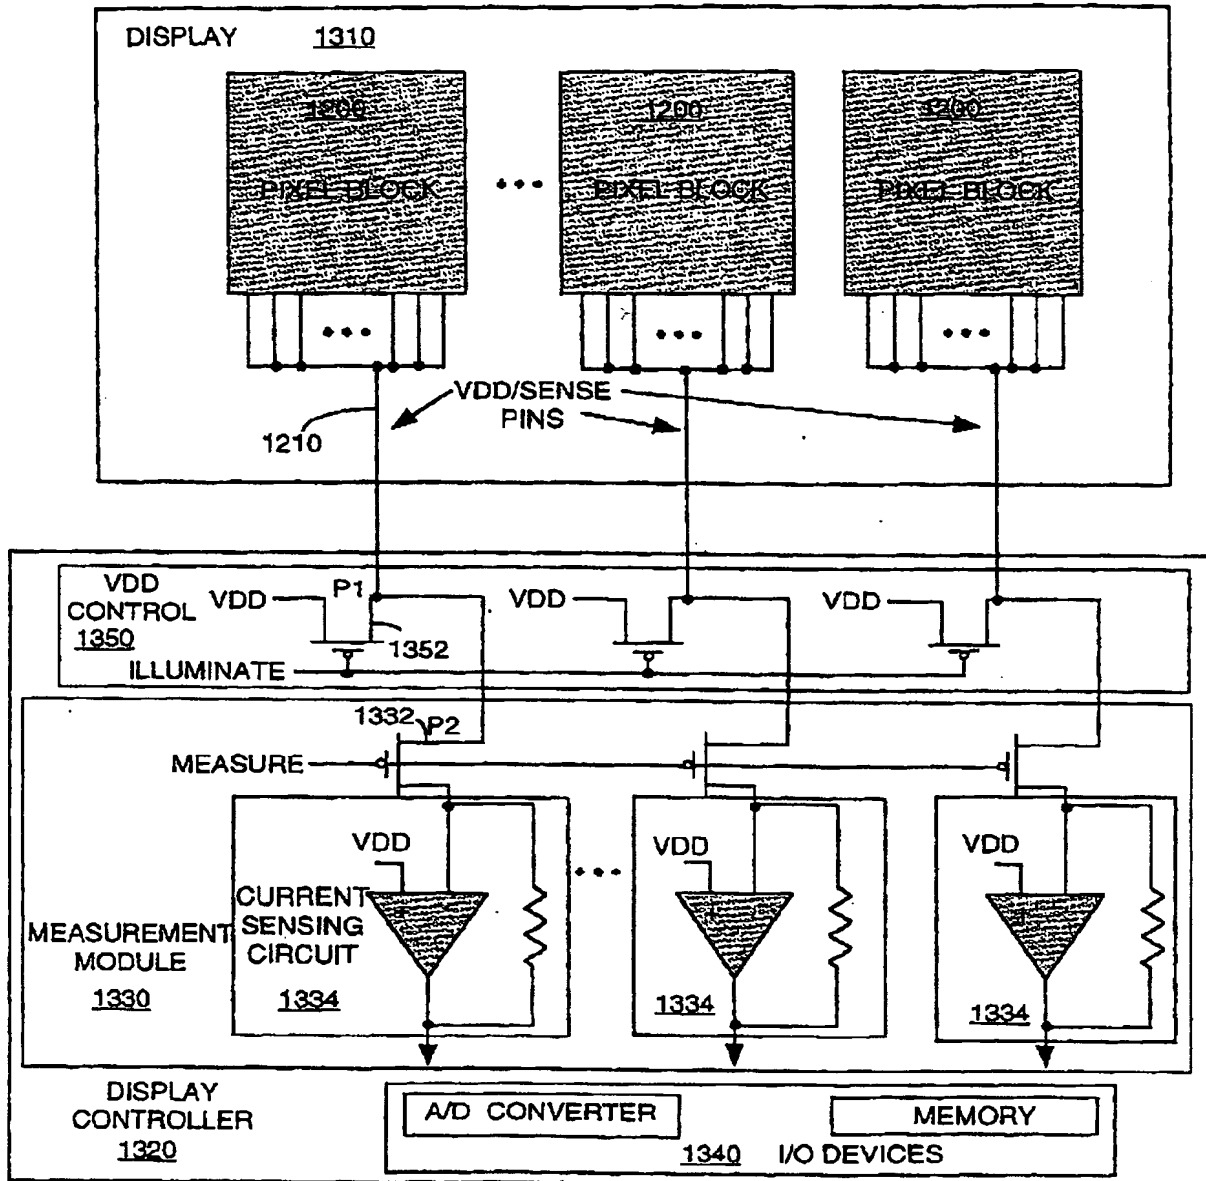 DISPLAY 1310
1200 1200 1200
PIXEL BLOCK PIXEL BLOCK PIXEL BLOCK
VDD/SENSE
PINS
1210
VDD
CONTROL
1350
VDD P1 VDD VDD
1352
ILLUMINATE
1332 P2
MEASURE
VDD VDD VDD
CURRENT
SENSING
CIRCUIT
1334 1334 1334
MEASUREMENT
MODULE
1330
DISPLAY
CONTROLLER
1320
A/D CONVERTER MEMORY
1340 I/O DEVICES